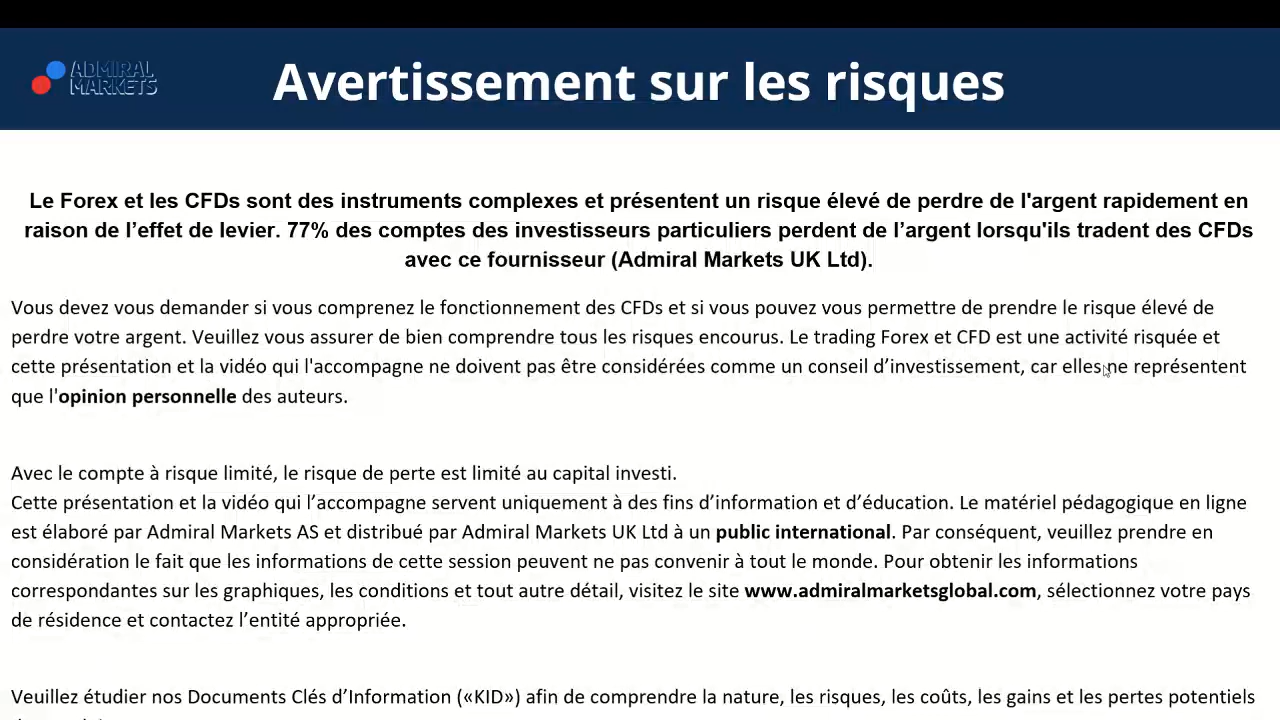 ADMIRAL
MARKETS
Avertissement sur les risques
Le Forex et les CFDs sont des instruments complexes et présentent un risque élevé de perdre de l'argent rapidement en
raison de l’effet de levier. 77% des comptes des investisseurs particuliers perdent de l’argent lorsqu'ils tradent des CFDs
avec ce fournisseur (Admiral Markets UK Ltd).
Vous devez vous demander si vous comprenez le fonctionnement des CFDs et si vous pouvez vous permettre de prendre le risque élevé de
perdre votre argent. Veuillez vous assurer de bien comprendre tous les risques encourus. Le trading Forex et CFD est une activité risquée et
cette présentation et la vidéo qui l'accompagne ne doivent pas être considérées comme un conseil d’investissement, car elles ne représentent
que l'opinion personnelle des auteurs.
Avec le compte à risque limité, le risque de perte est limité au capital investi.
Cette présentation et la vidéo qui l’accompagne servent uniquement à des fins d’information et d’éducation. Le matériel pédagogique en ligne
est élaboré par Admiral Markets AS et distribué par Admiral Markets UK Ltd à un public international. Par conséquent, veuillez prendre en
considération le fait que les informations de cette session peuvent ne pas convenir à tout le monde. Pour obtenir les informations
correspondantes sur les graphiques, les conditions et tout autre détail, visitez le site www.admiralmarketsglobal.com, sélectionnez votre pays
de résidence et contactez l’entité appropriée.
Veuillez étudier nos Documents Clés d’Information («KID») afin de comprendre la nature, les risques, les coûts, les gains et les pertes potentiels